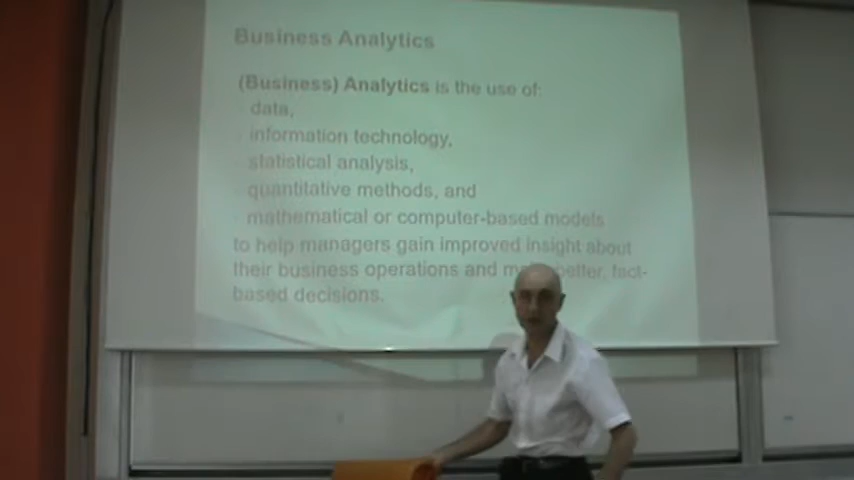 Business Analytics
(Business) Analytics is the use of:
data,
information technology,
statistical analysis,
quantitative methods, and
mathematical or computer-based models
to help managers gain improved insight about
their business operations and better, fact-
based decisions.